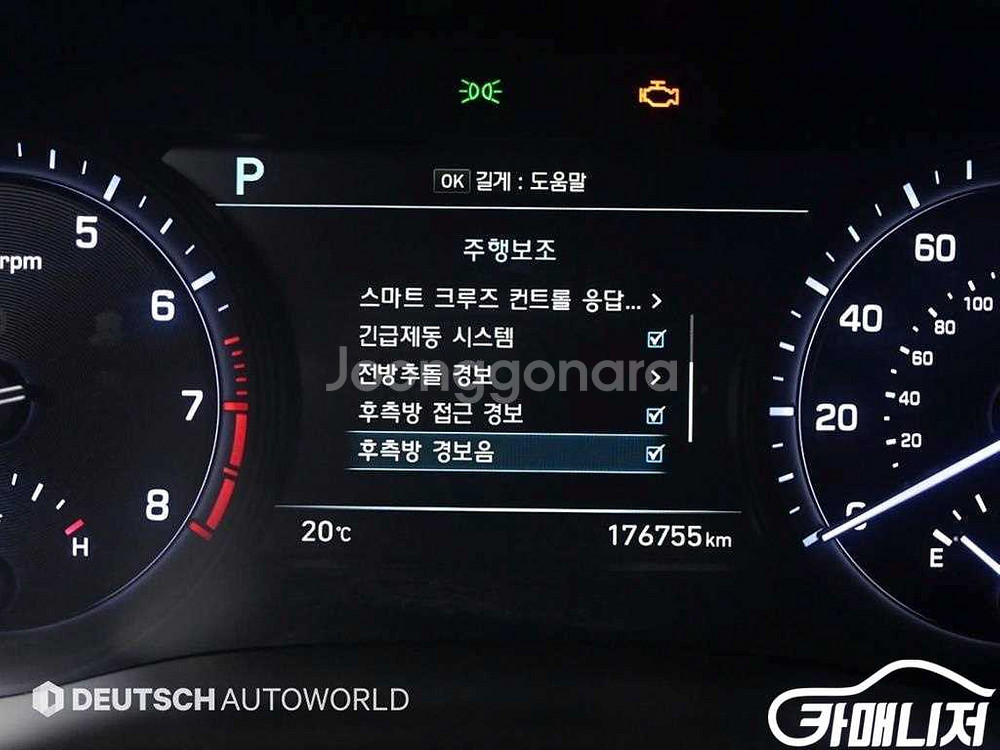 P
OK 길게 : 도움말
주행보조
스마트 크루즈 컨트롤 응답...
긴급제동 시스템
전방추돌 경보
후측방 접근 경보
후측방 경보음
20℃
176755km
rpm
5
6
7
8
H
60
40
20
0
100
80
60
40
20
E
Joonggonara
DEUTSCH AUTOWORLD
카매니저